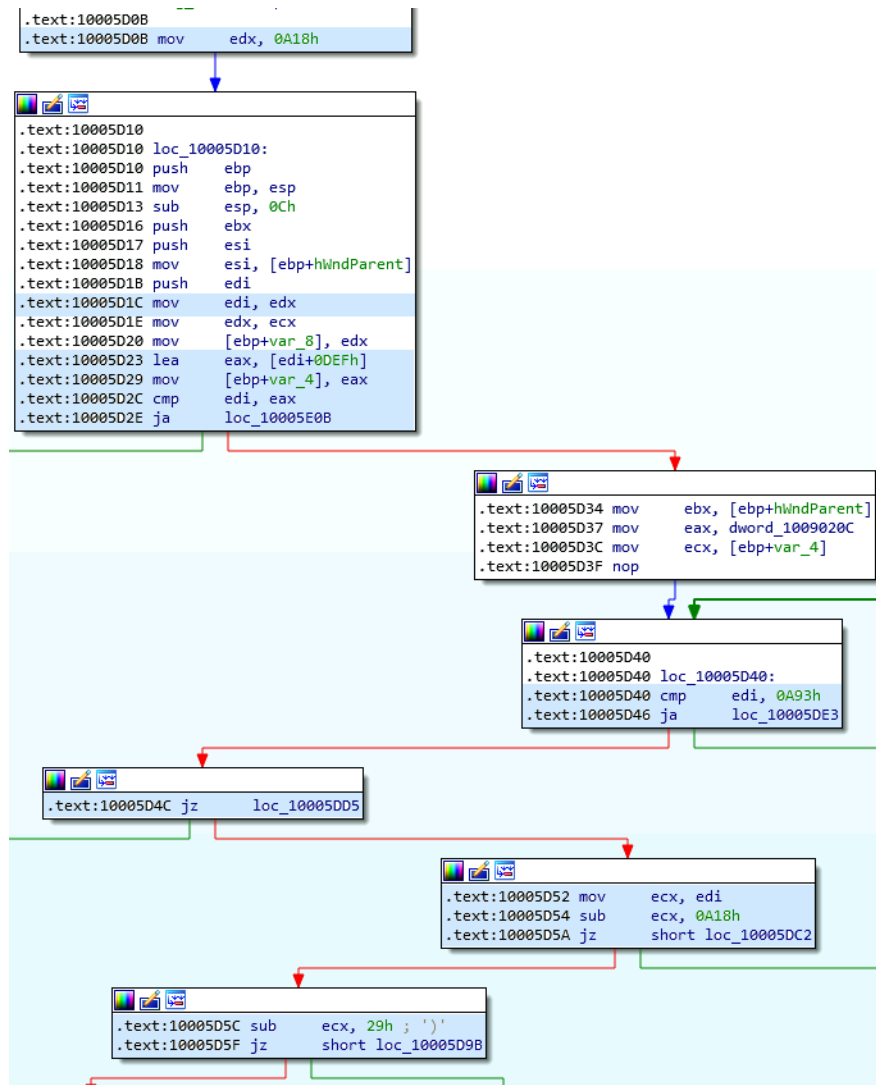 .text:10005D0B
.text:10005D0B mov edx, 0A18h
.text:10005D10
.text:10005D10 loc_10005D10:
.text:10005D10 push ebp
.text:10005D11 mov ebp, esp
.text:10005D13 sub esp, 0Ch
.text:10005D16 push ebx
.text:10005D17 push esi
.text:10005D18 mov esi, [ebp+hWndParent]
.text:10005D1B push edi
.text:10005D1C mov edi, edx
.text:10005D1E mov edx, ecx
.text:10005D20 mov [ebp+var_8], edx
.text:10005D23 lea eax, [edi+0DEFh]
.text:10005D29 mov [ebp+var_4], eax
.text:10005D2C cmp edi, eax
.text:10005D2E ja loc_10005E0B
.text:10005D34 mov ebx, [ebp+hWndParent]
.text:10005D37 mov eax, dword_1009020C
.text:10005D3C mov ecx, [ebp+var_4]
.text:10005D3F nop
.text:10005D40
.text:10005D40 loc_10005D40:
.text:10005D40 cmp edi, 0A93h
.text:10005D46 ja loc_10005DE3
.text:10005D4C jz loc_10005DD5
.text:10005D52 mov ecx, edi
.text:10005D54 sub ecx, 0A18h
.text:10005D5A jz short loc_10005DC2
.text:10005D5C sub ecx, 29h ; ')'
.text:10005D5F jz short loc_10005D9B